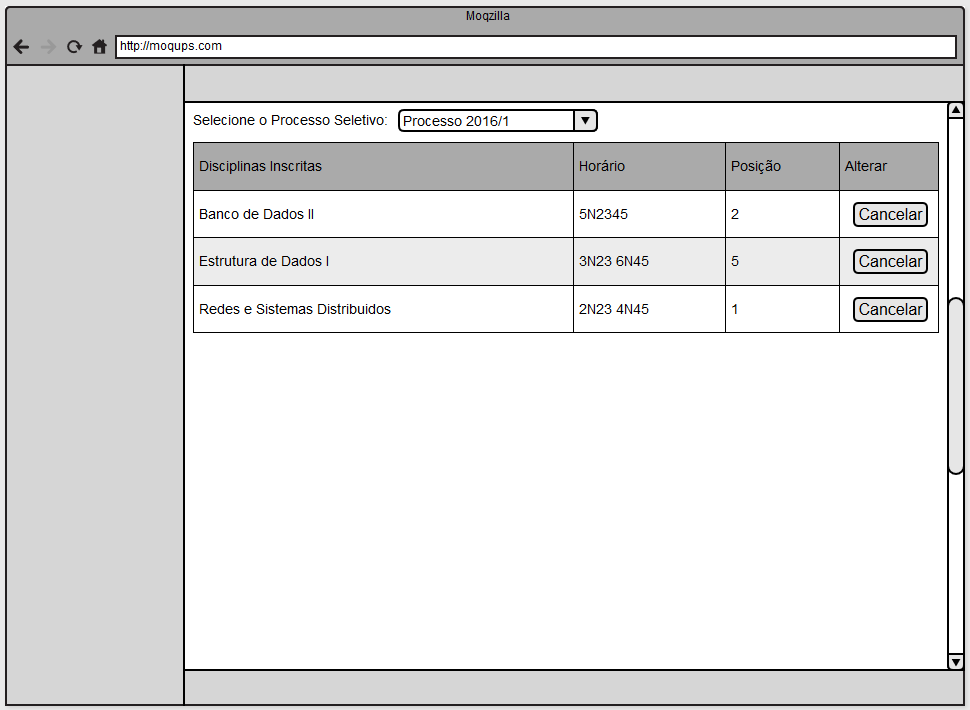 Moqzilla
http://moqups.com
Selecione o Processo Seletivo: Processo 2016/1
Disciplinas Inscritas Horário Posição Alterar
Banco de Dados II 5N2345 2 Cancelar
Estrutura de Dados I 3N23 6N45 5 Cancelar
Redes e Sistemas Distribuidos 2N23 4N45 1 Cancelar